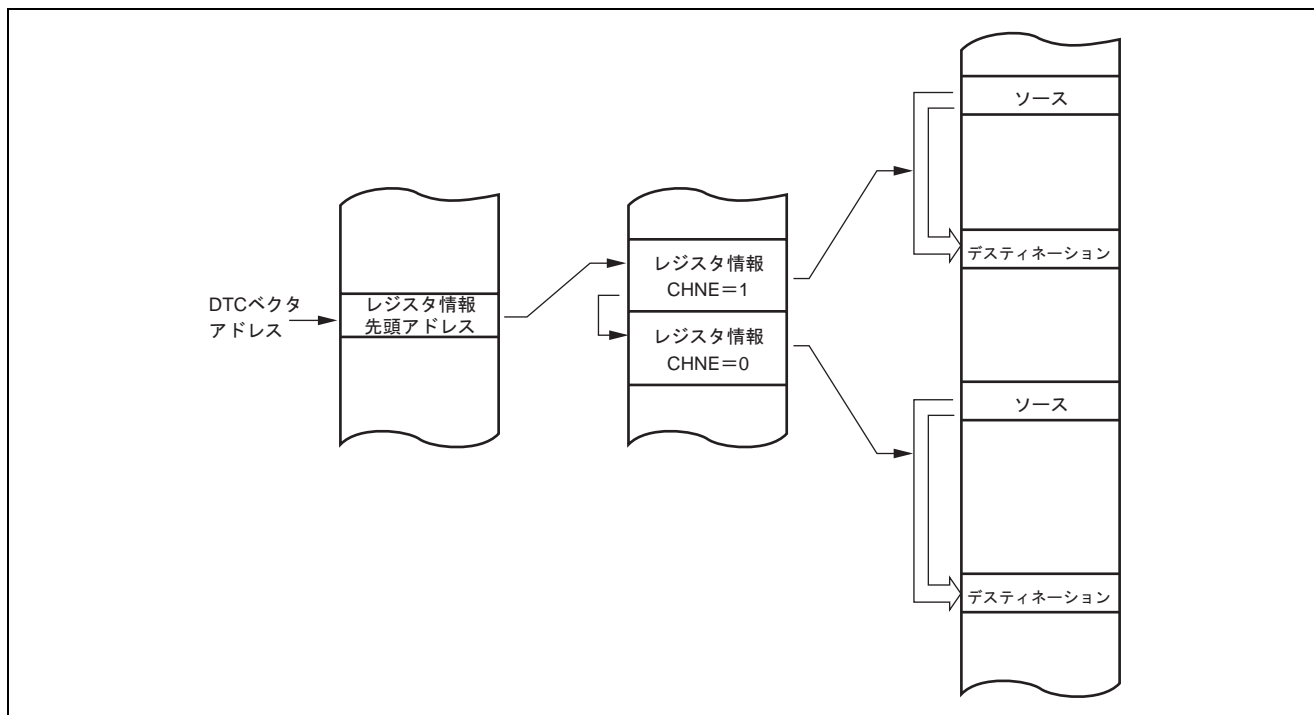 DTCベクタ
アドレス
レジスタ情報
先頭アドレス
レジスタ情報
CHNE=1
レジスタ情報
CHNE=0
ソース
デスティネーション
ソース
デスティネーション